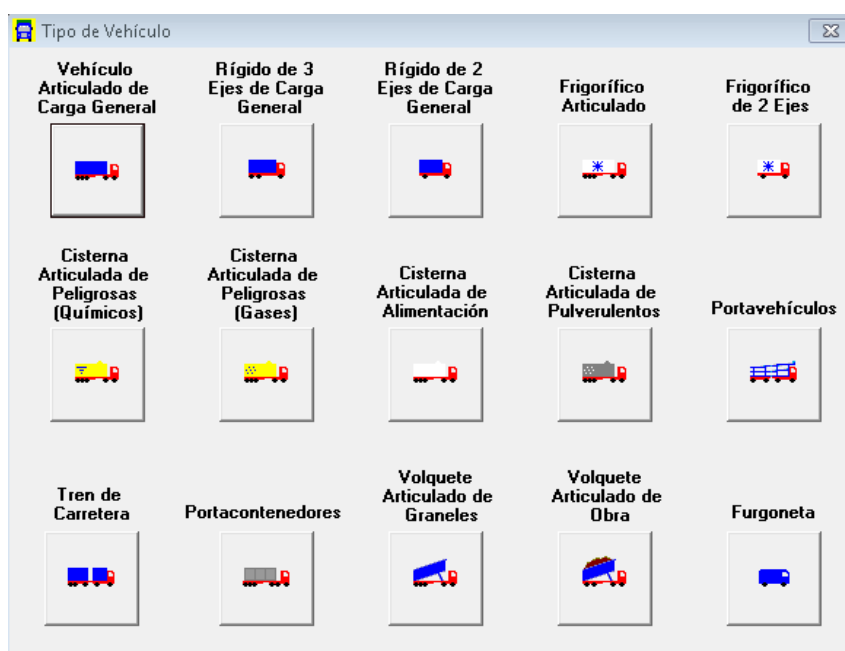 Tipo de Vehículo
Vehículo
Articulado de
Carga General
Rígido de 3
Ejes de Carga
General
Rígido de 2
Ejes de Carga
General
Frigorífico
Articulado
Frigorífico
de 2 Ejes
Cisterna
Articulada de
Peligrosas
(Químicos)
Cisterna
Articulada de
Peligrosas
(Gases)
Cisterna
Articulada de
Alimentación
Cisterna
Articulada de
Pulverulentos
Portavehículos
Tren de
Carretera
Portacontenedores
Volquete
Articulado de
Graneles
Volquete
Articulado de
Obra
Furgoneta